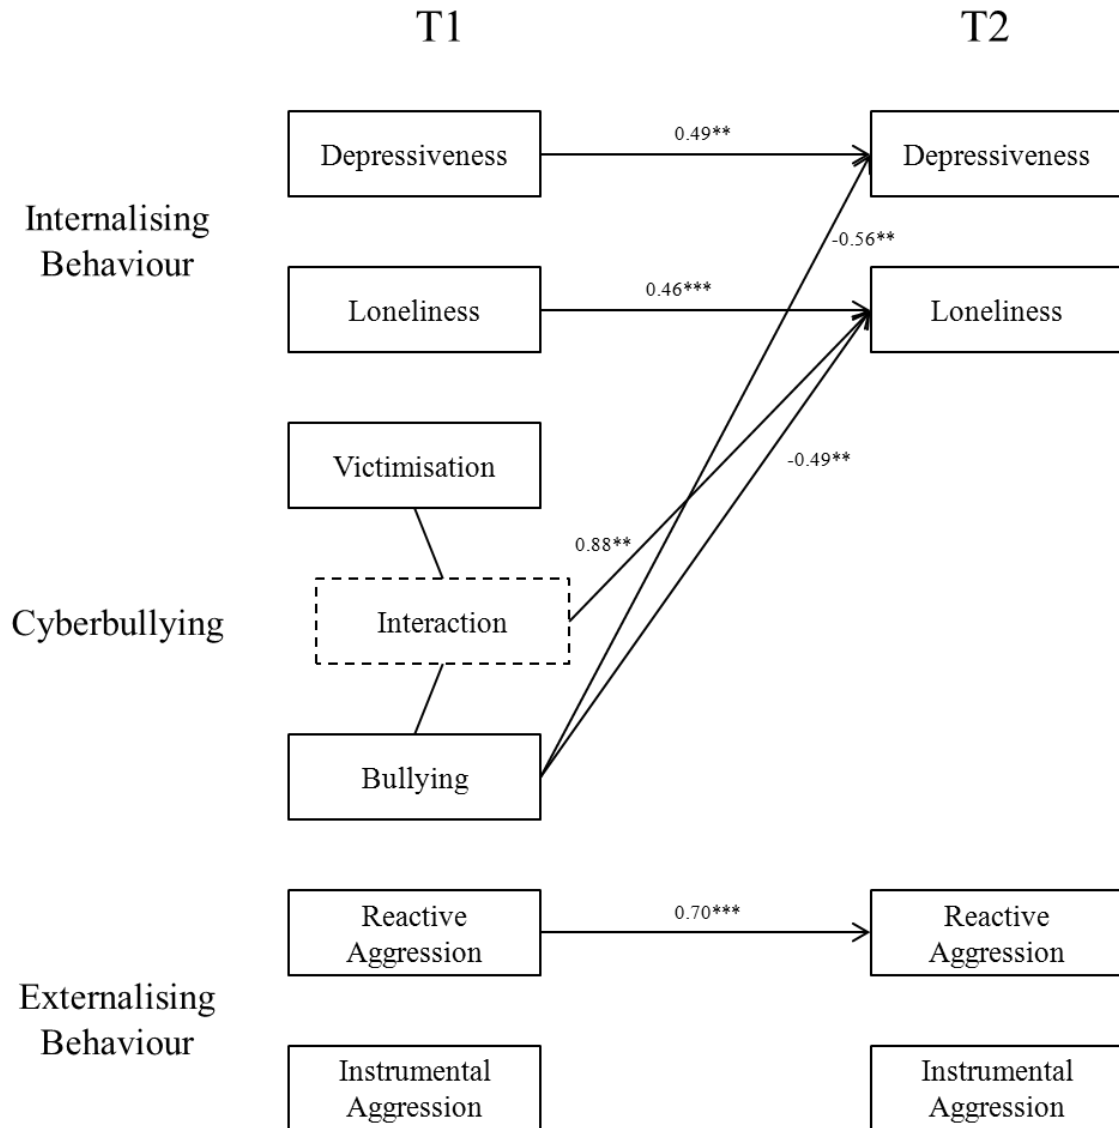 T1
T2
Depressiveness
0.49**
Depressiveness
Internalising
Behaviour
-0.56**
Loneliness
0.46***
Loneliness
Victimisation
-0.49**
0.88**
Cyberbullying
Interaction
Bullying
Reactive
Aggression
0.70***
Reactive
Aggression
Externalising
Behaviour
Instrumental
Aggression
Instrumental
Aggression